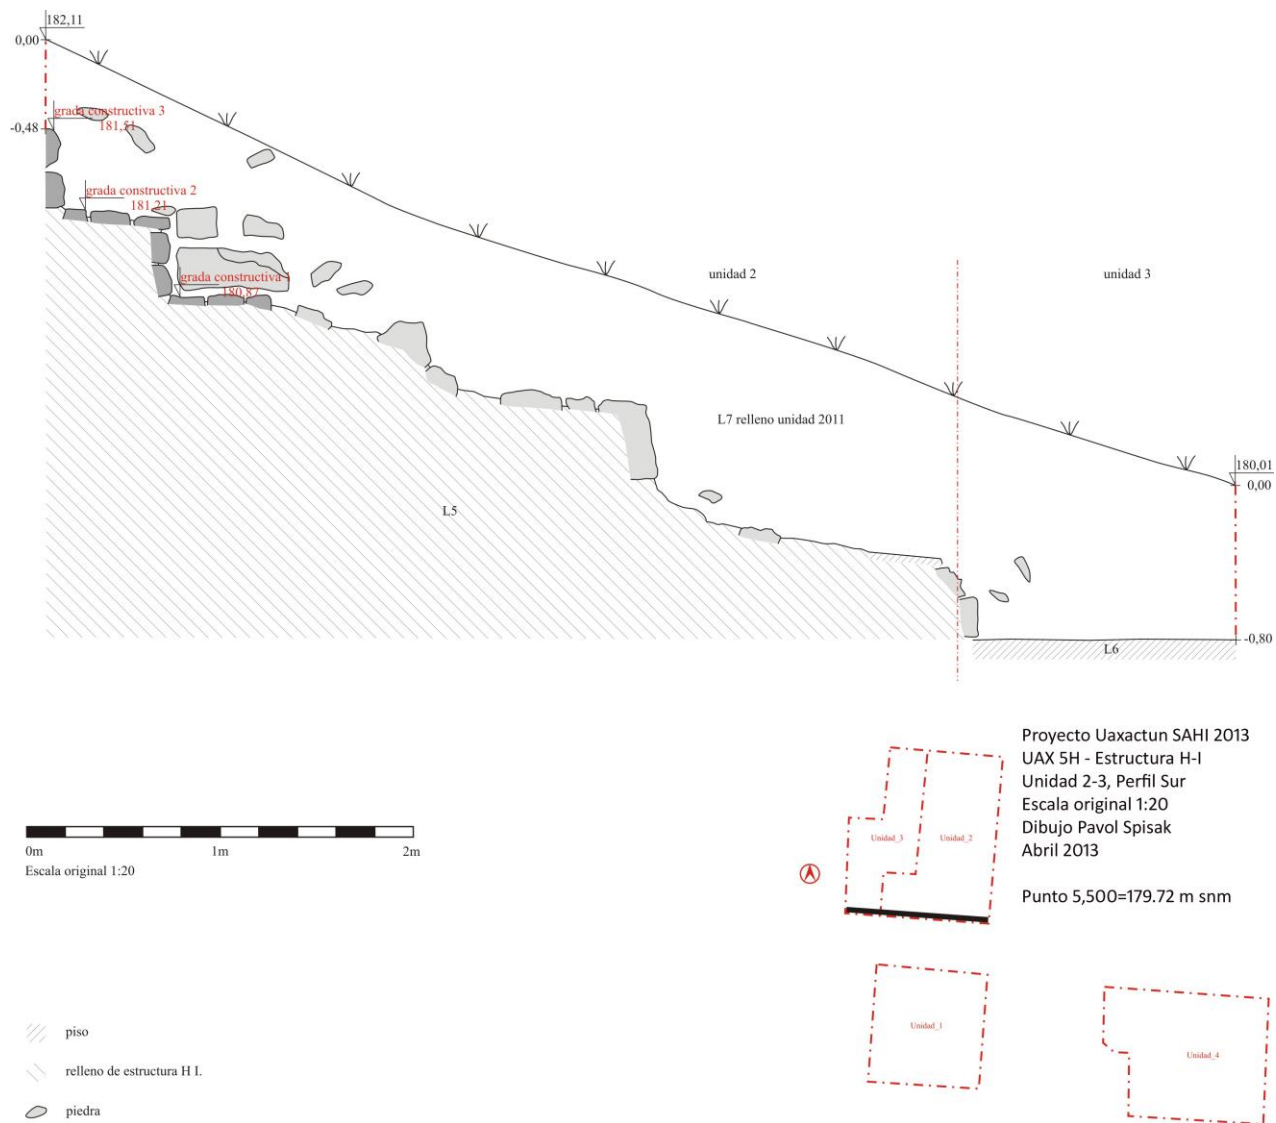 182,11
0,00
grada constructiva 3
181,51
-0,48
grada constructiva 2
181,21
grada constructiva 1
180,87
unidad 2
unidad 3
L7 relleno unidad 2011
180,01
0,00
L5
-0,80
L6
0m
1m
2m
Escala original 1:20
Proyecto Uaxactun SAHI 2013
UAX 5H - Estructura H-I
Unidad 2-3, Perfil Sur
Escala original 1:20
Dibujo Pavol Spisak
Abril 2013
Punto 5,500=179.72 m snm
Unidad_3
Unidad_2
Unidad_1
Unidad_4
piso
relleno de estructura H I.
piedra